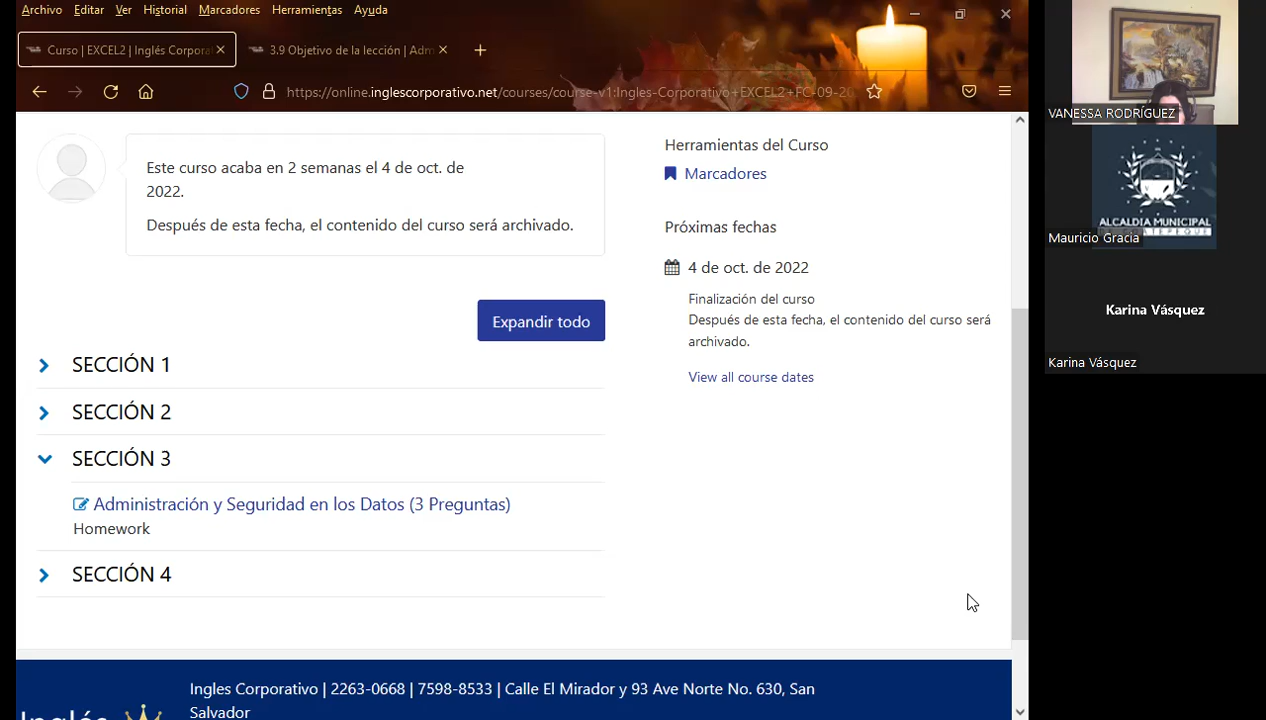 Archivo Editar Ver Historial Marcadores Herramientas Ayuda
Curso | EXCEL2 | Inglés Corporat
3.9 Objetivo de la lección | Adm
https://online.inglescorporativo.net/courses/course-v1:Ingles-Corporativo+EXCEL2+FC-09-20
Este curso acaba en 2 semanas el 4 de oct. de
2022.
Después de esta fecha, el contenido del curso será archivado.
Expandir todo
SECCIÓN 1
SECCIÓN 2
SECCIÓN 3
Administración y Seguridad en los Datos (3 Preguntas)
Homework
SECCIÓN 4
Herramientas del Curso
Marcadores
Próximas fechas
4 de oct. de 2022
Finalización del curso
Después de esta fecha, el contenido del curso será
archivado.
View all course dates
Ingles Corporativo | 2263-0668 | 7598-8533 | Calle El Mirador y 93 Ave Norte No. 630, San
Salvador
Inglés
VANESSA RODRÍGUEZ
ALCALDIA MUNICIPAL
Mauricio Gracia
Karina Vásquez
Karina Vásquez